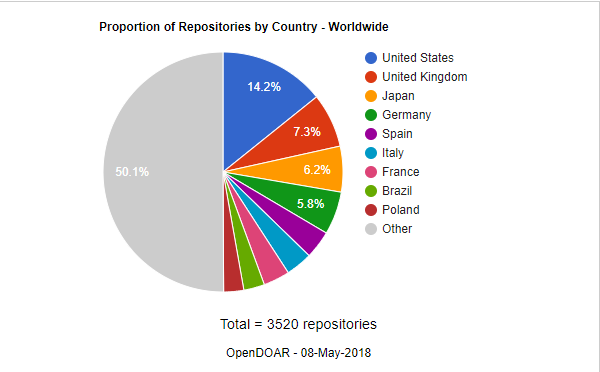 Proportion of Repositories by Country - Worldwide
14.2%
7.3%
6.2%
5.8%
50.1%
United States
United Kingdom
Japan
Germany
Spain
Italy
France
Brazil
Poland
Other
Total = 3520 repositories
OpenDOAR - 08-May-2018